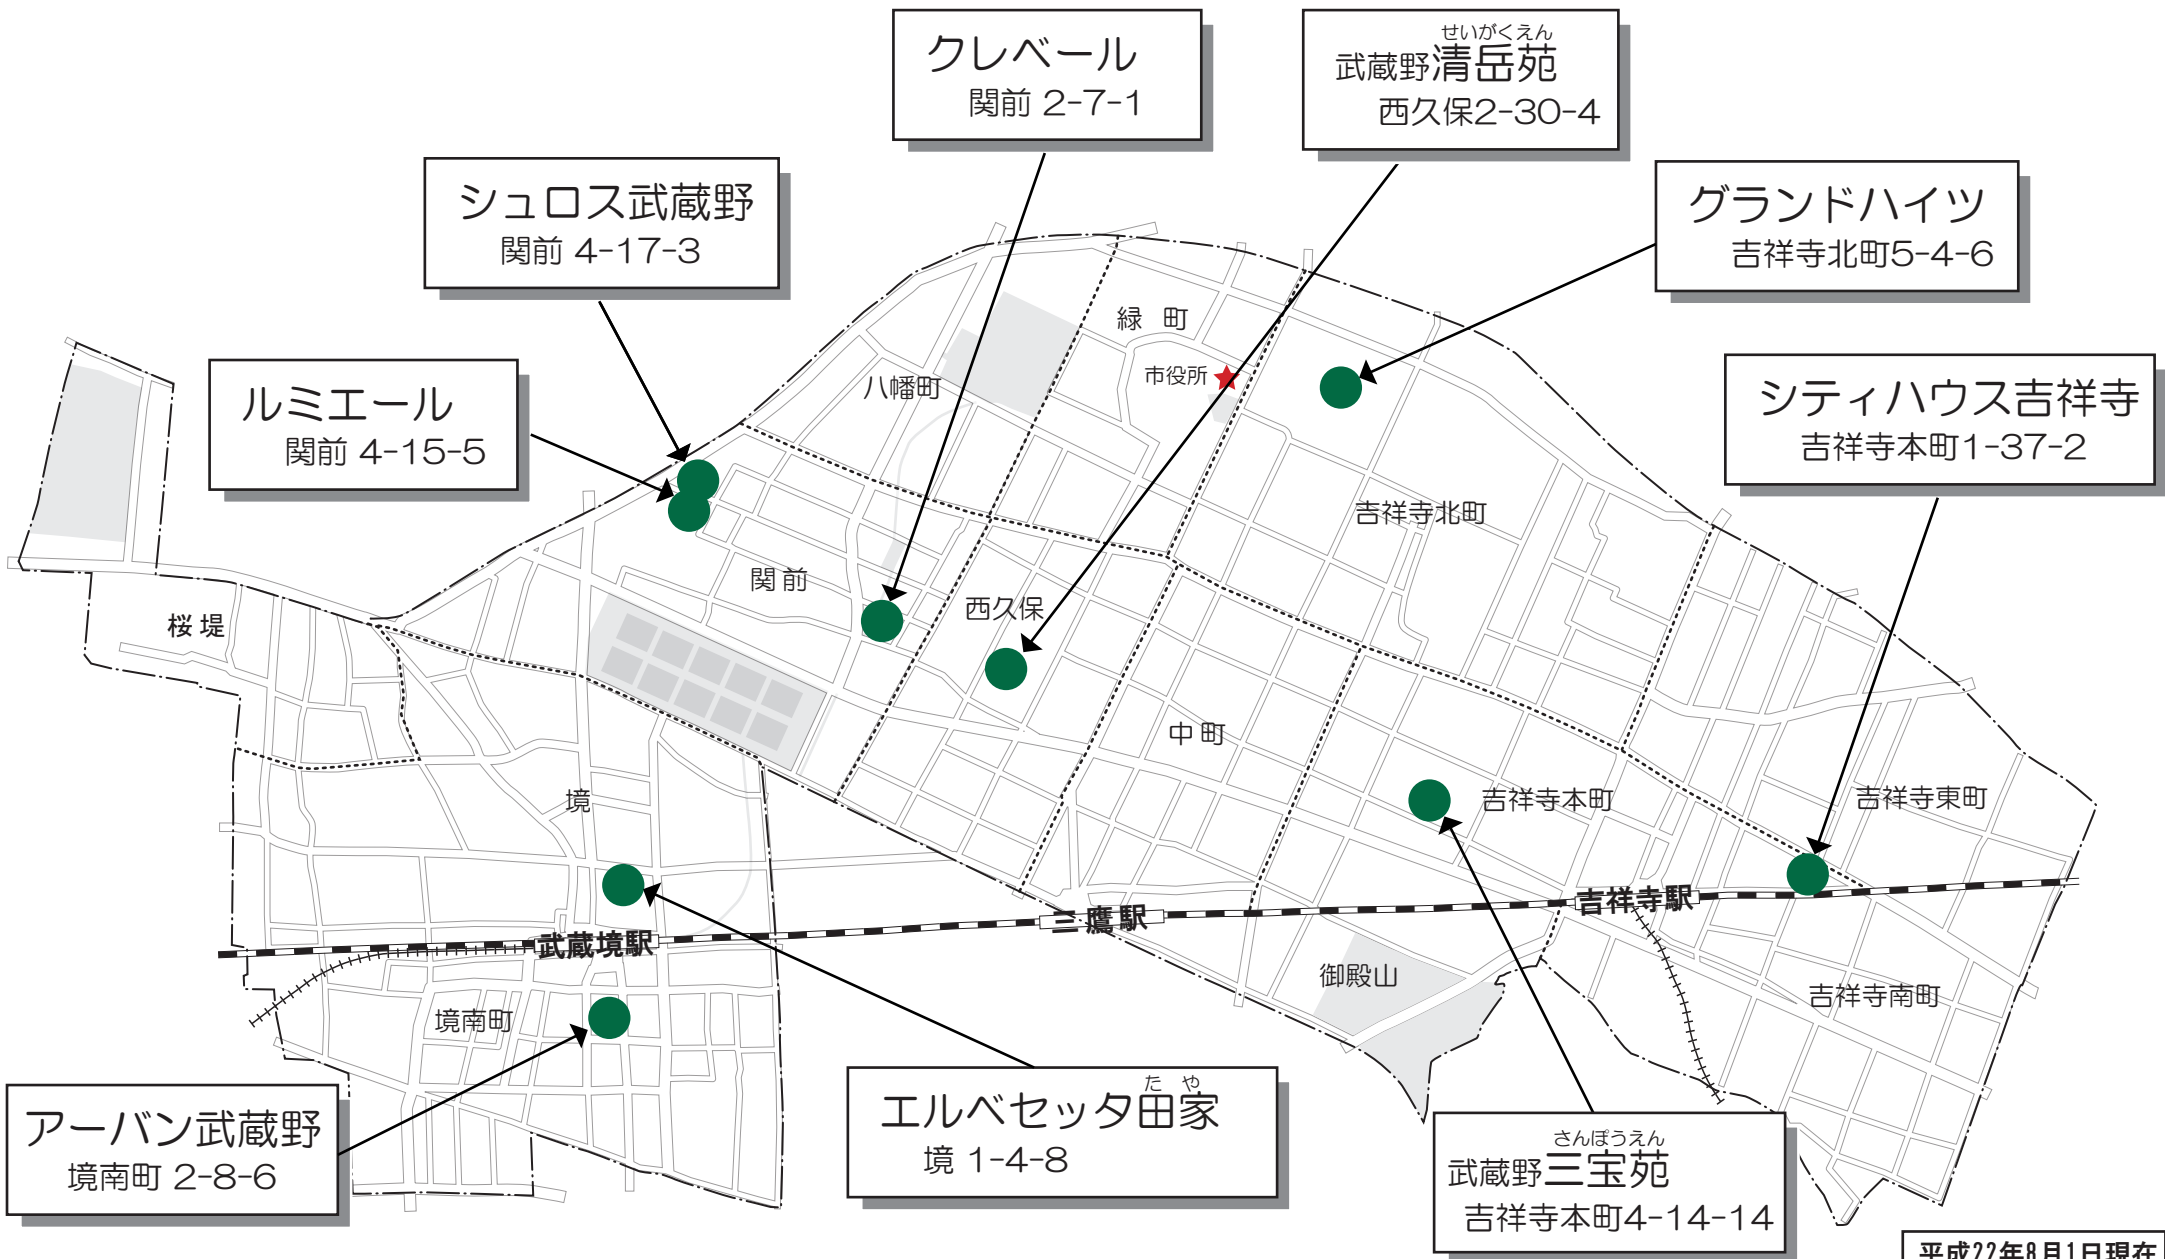 クレベール
関前 2-7-1
せいがくえん
武蔵野清岳苑
西久保2-30-4
シュロス武蔵野
関前 4-17-3
グランドハイツ
吉祥寺北町5-4-6
ルミエール
関前 4-15-5
シティハウス吉祥寺
吉祥寺本町1-37-2
緑 町
市役所
八幡町
吉祥寺北町
関前
西久保
桜堤
中町
境
吉祥寺本町
吉祥寺東町
吉祥寺駅
三鷹駅
武蔵境駅
御殿山
吉祥寺南町
境南町
アーバン武蔵野
境南町 2-8-6
たや
エルベセッタ田家
境 1-4-8
さんぽうえん
武蔵野三宝苑
吉祥寺本町4-14-14
平成22年8月1日現在